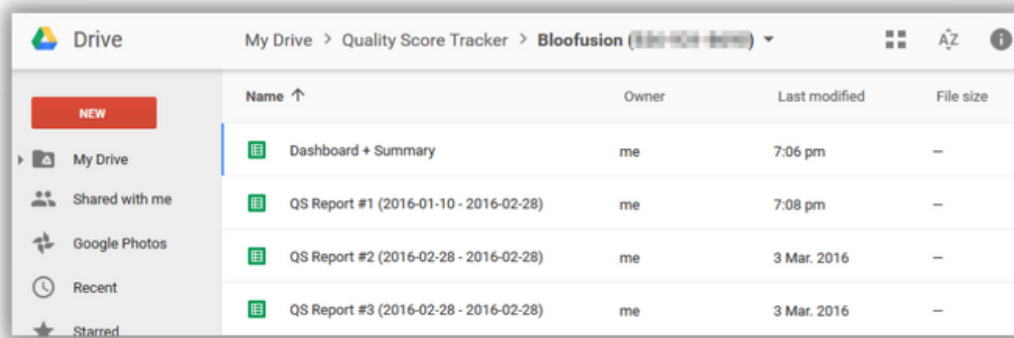 Drive
My Drive > Quality Score Tracker > Bloofusion ( )
AZ
NEW
My Drive
Shared with me
Google Photos
Recent
Starred
Name ↑ Owner Last modified File size
Dashboard + Summary me 7:06 pm —
QS Report #1 (2016-01-10 - 2016-02-28) me 7:08 pm —
QS Report #2 (2016-02-28 - 2016-02-28) me 3 Mar. 2016 —
QS Report #3 (2016-02-28 - 2016-02-28) me 3 Mar. 2016 —